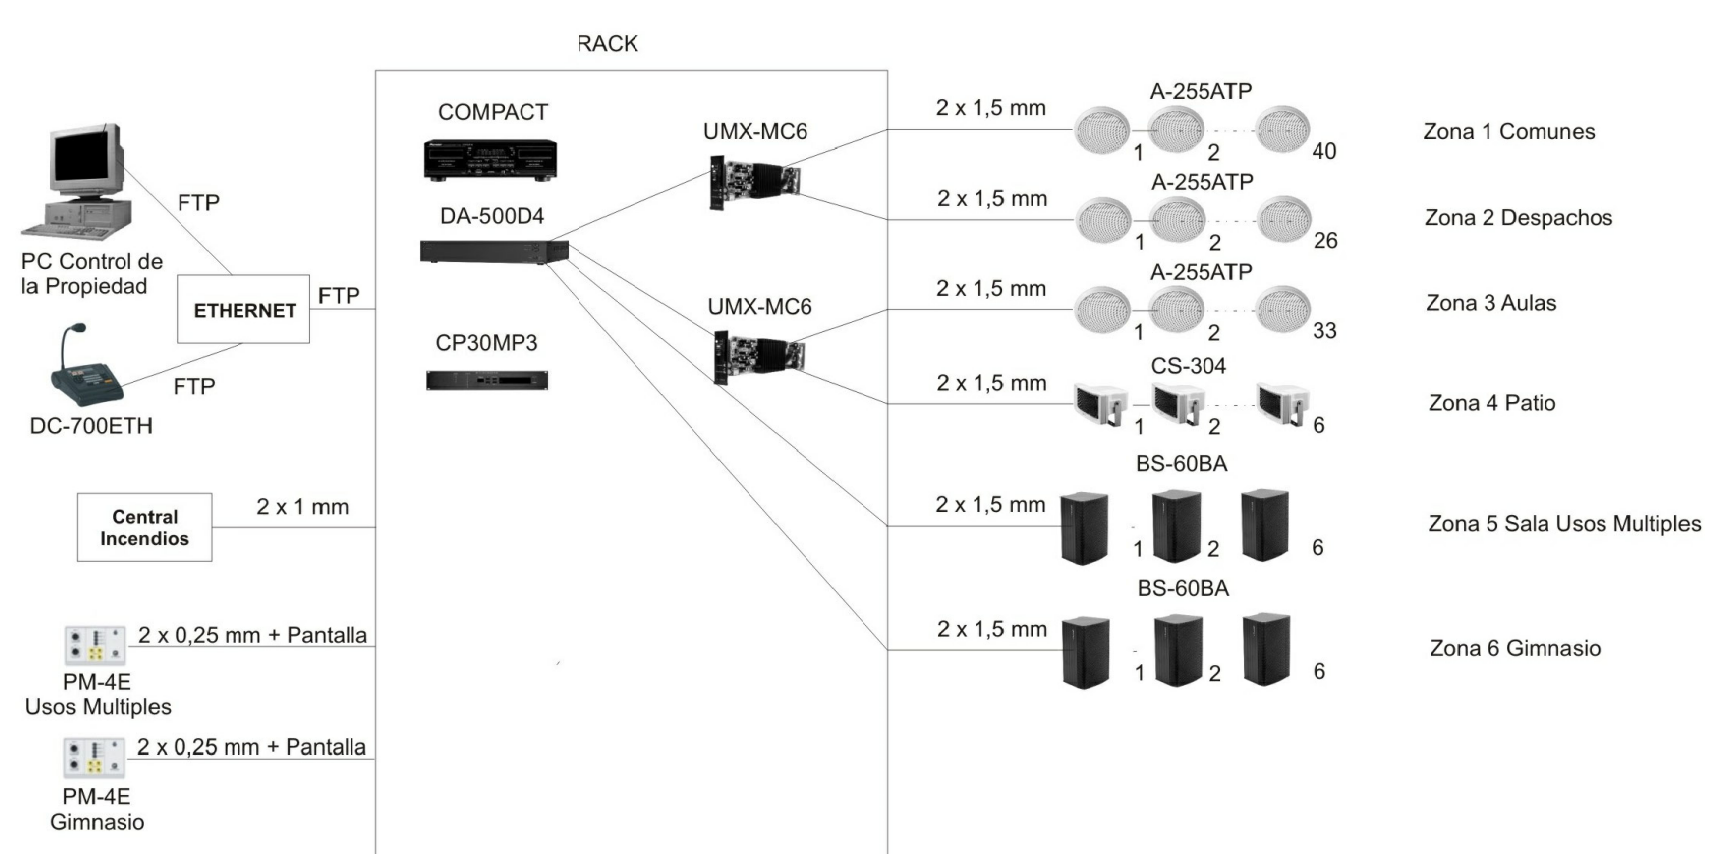 RACK
COMPACT
DA-500D4
CP30MP3
UMX-MC6
UMX-MC6
FTP
PC Control de
la Propiedad
ETHERNET
FTP
FTP
DC-700ETH
Central
Incendios
2 x 1 mm
2 x 0,25 mm + Pantalla
PM-4E
Usos Multiples
2 x 0,25 mm + Pantalla
PM-4E
Gimnasio
2 x 1,5 mm
A-255ATP
1 2 40
Zona 1 Comunes
2 x 1,5 mm
A-255ATP
1 2 26
Zona 2 Despachos
2 x 1,5 mm
A-255ATP
1 2 33
Zona 3 Aulas
2 x 1,5 mm
CS-304
1 2 6
Zona 4 Patio
2 x 1,5 mm
BS-60BA
1 2 6
Zona 5 Sala Usos Multiples
2 x 1,5 mm
BS-60BA
1 2 6
Zona 6 Gimnasio